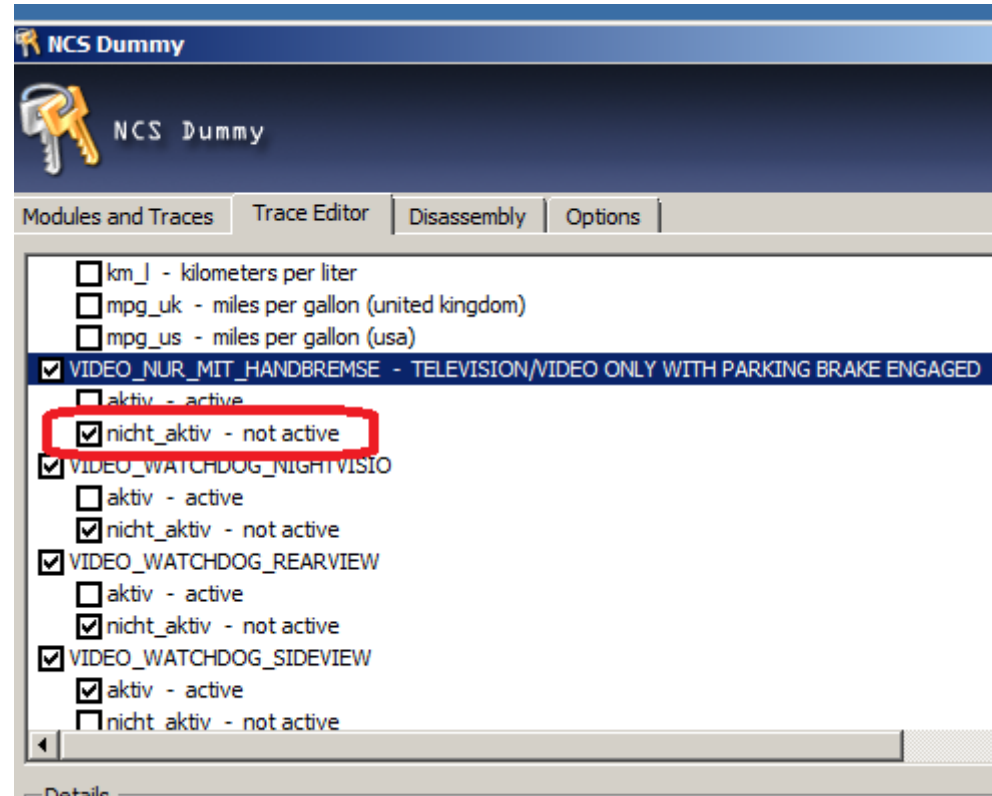 NCS Dummy
NCS Dummy
Modules and Traces Trace Editor Disassembly Options
km_l - kilometers per liter
mpg_uk - miles per gallon (united kingdom)
mpg_us - miles per gallon (usa)
VIDEO_NUR_MIT_HANDBREMSE - TELEVISION/VIDEO ONLY WITH PARKING BRAKE ENGAGED
aktiv - active
nicht_aktiv - not active
VIDEO_WATCHDOG_NIGHTVISIO
aktiv - active
nicht_aktiv - not active
VIDEO_WATCHDOG_REARVIEW
aktiv - active
nicht_aktiv - not active
VIDEO_WATCHDOG_SIDEVIEW
aktiv - active
nicht_aktiv - not active
Details